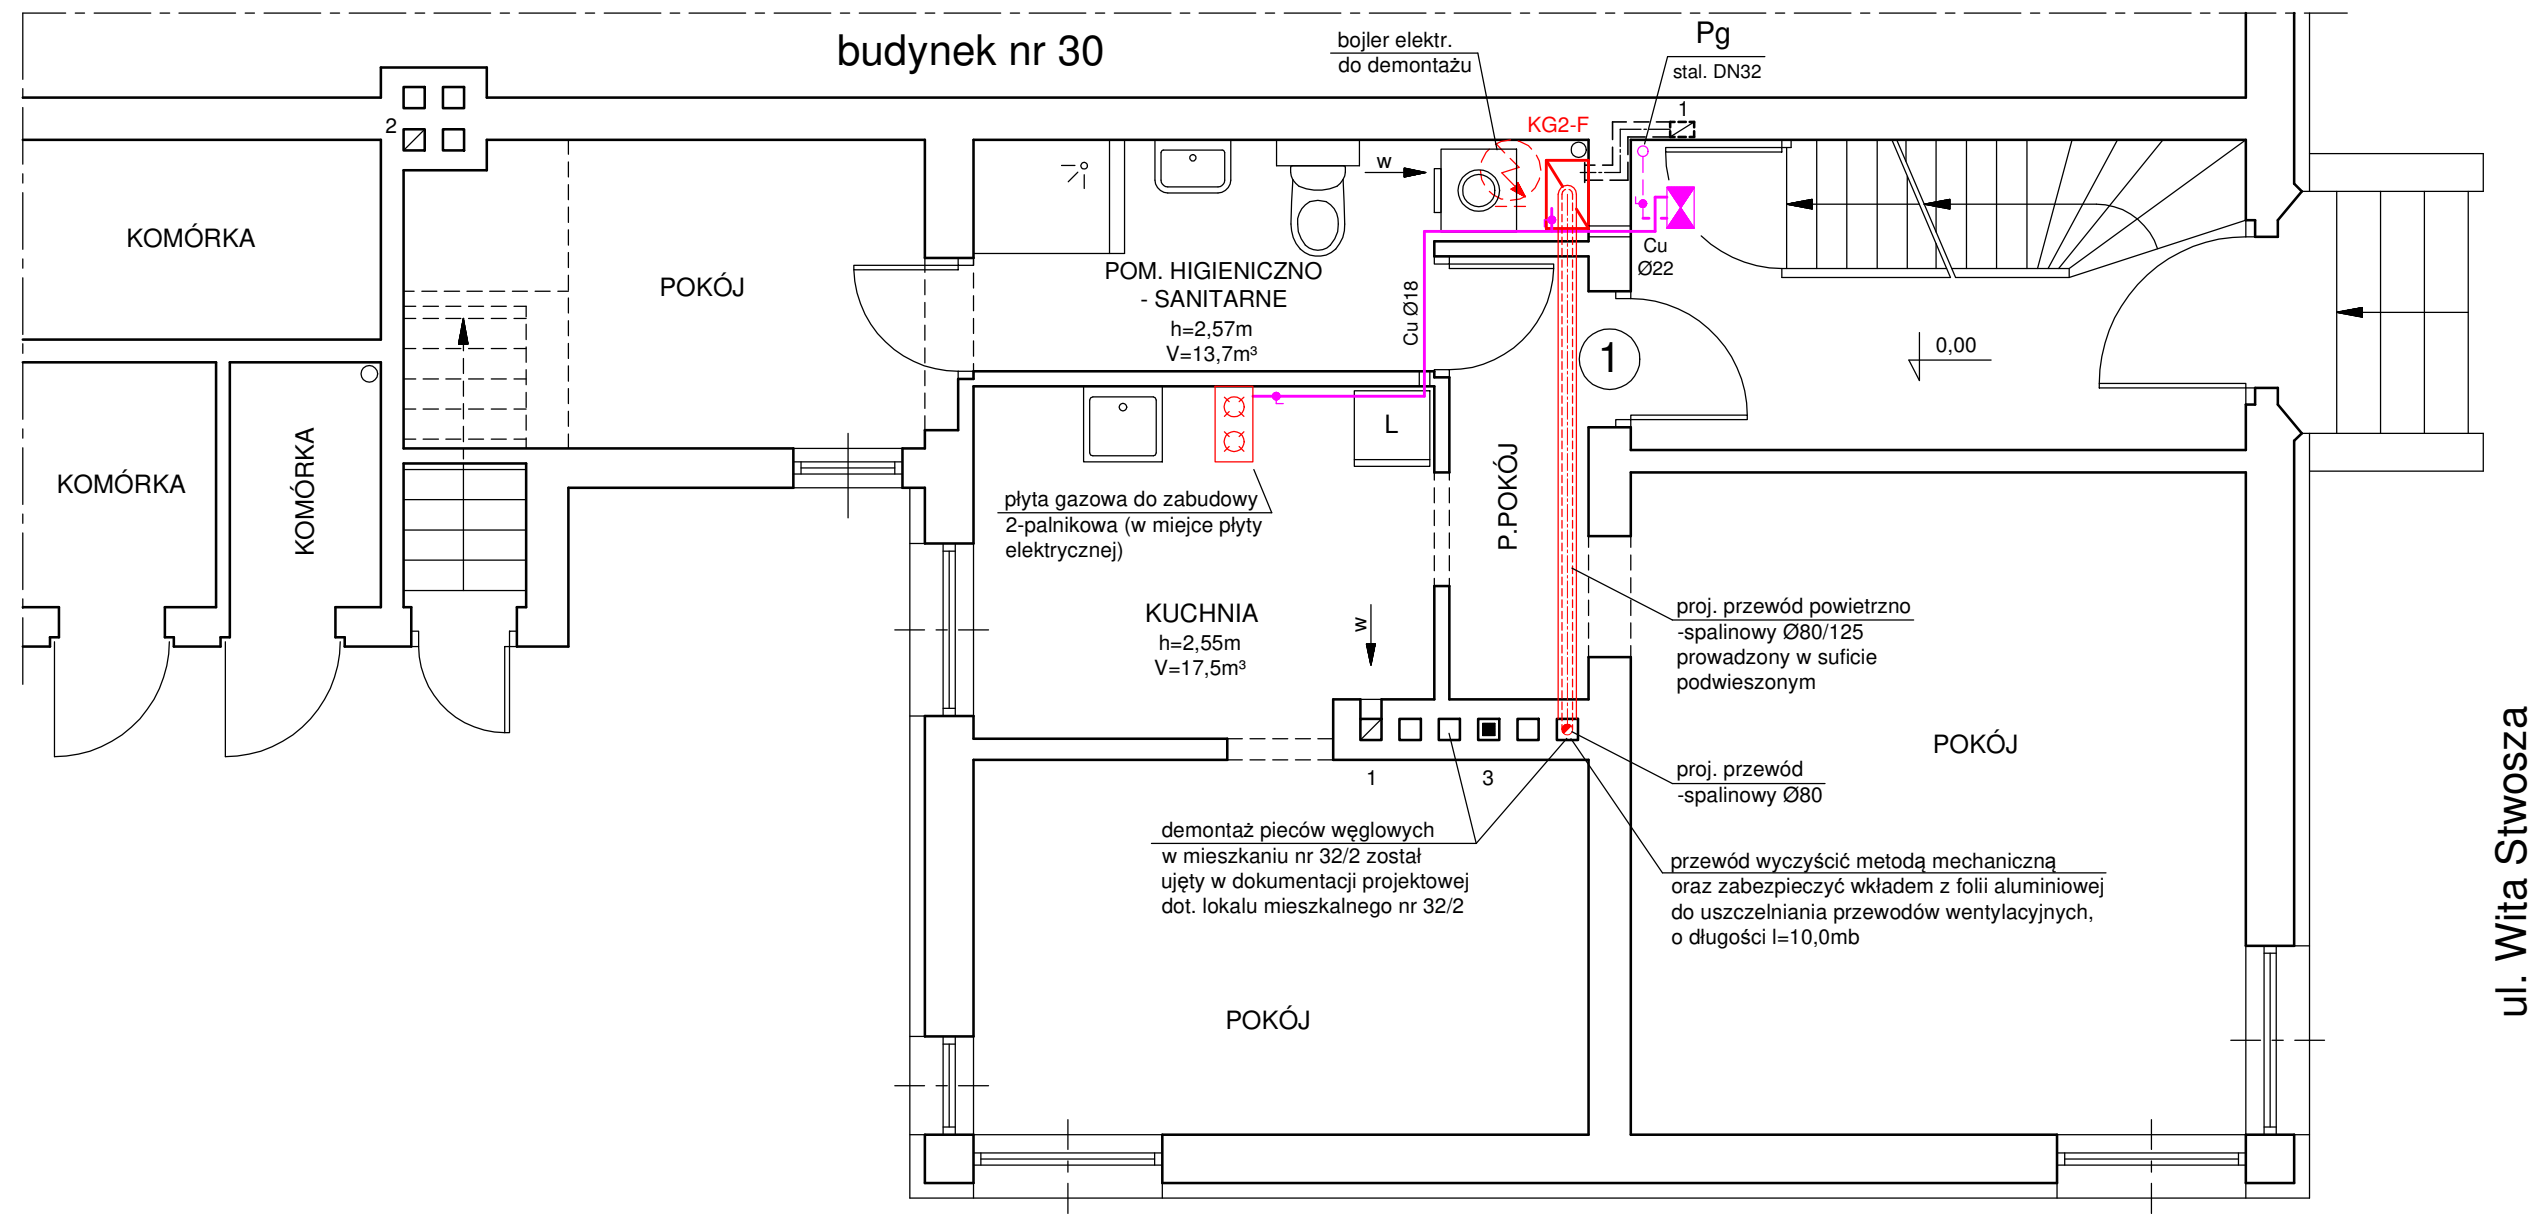 budynek nr 30
bojler elektr.
do demontażu
Pg
stal. DN32
1
2
KG2-F
w
KOMÓRKA
POKÓJ
POM. HIGIENICZNO
- SANITARNE
h=2,57m
V=13,7m³
Cu Ø18
Cu
Ø22
1
0,00
KOMÓRKA
KOMÓRKA
L
P.POKÓJ
płyta gazowa do zabudowy
2-palnikowa (w miejce płyty
elektrycznej)
KUCHNIA
h=2,55m
V=17,5m³
w
proj. przewód powietrzno
-spalinowy Ø80/125
prowadzony w suficie
podwieszonym
POKÓJ
1
3
proj. przewód
-spalinowy Ø80
demontaż pieców węglowych
w mieszkaniu nr 32/2 został
ujęty w dokumentacji projektowej
dot. lokalu mieszkalnego nr 32/2
przewód wyczyścić metodą mechaniczną
oraz zabezpieczyć wkładem z folii aluminiowej
do uszczelniania przewodów wentylacyjnych,
o długości l=10,0mb
POKÓJ
ul. Wita Stwosza